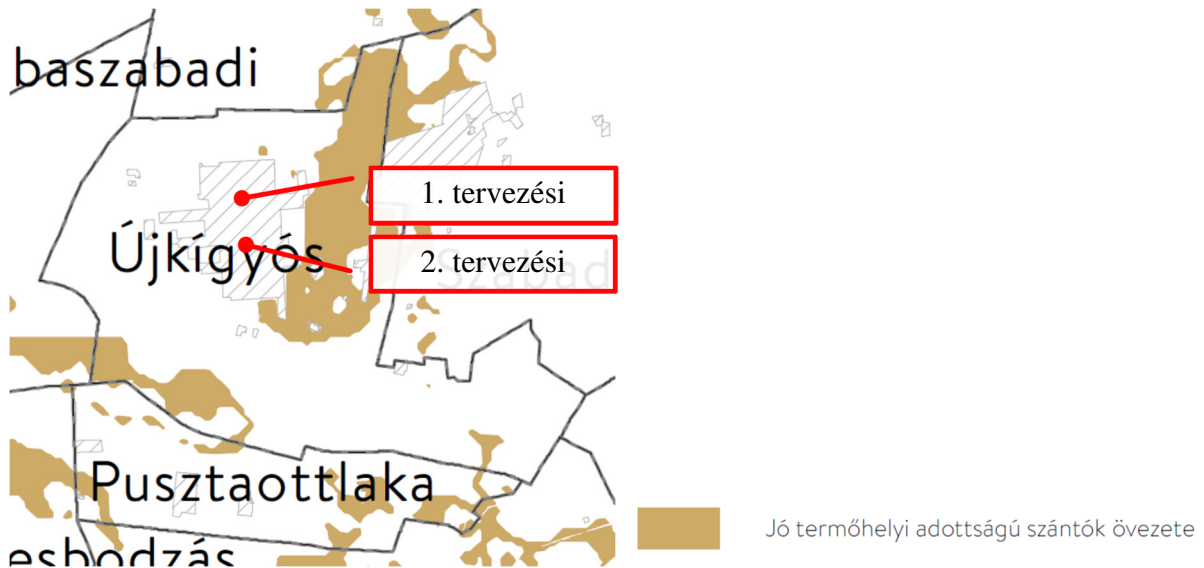 baszabadi
1. tervezési
Újkígyós
2. tervezési
Szabad
Pusztaottlaka
esbodzás
Jó termőhelyi adottságú szántók övezete